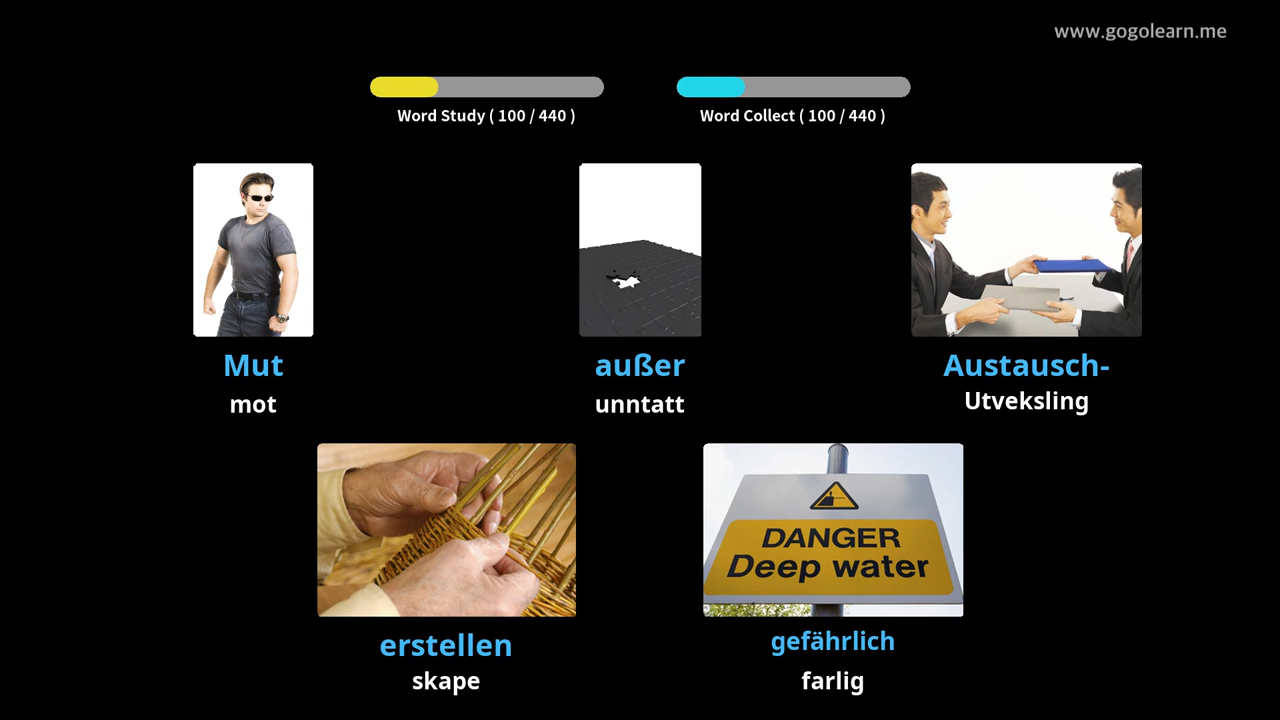 www.gogolearn.me
Word Study ( 100 / 440 )
Word Collect ( 100 / 440 )
Mut
mot
außer
unntatt
Austausch-
Utveksling
DANGER
Deep water
erstellen
skape
gefährlich
farlig